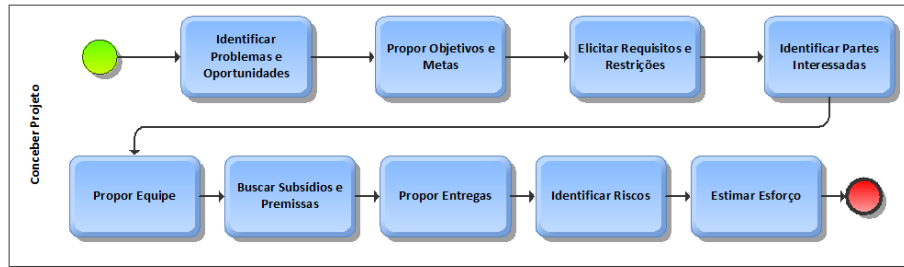 Conceber Projeto
Identificar
Problemas e
Oportunidades
Propor Objetivos e
Metas
Elicitar Requisitos e
Restrições
Identificar Partes
Interessadas
Propor Equipe
Buscar Subsídios e
Premissas
Propor Entregas
Identificar Riscos
Estimar Esforço